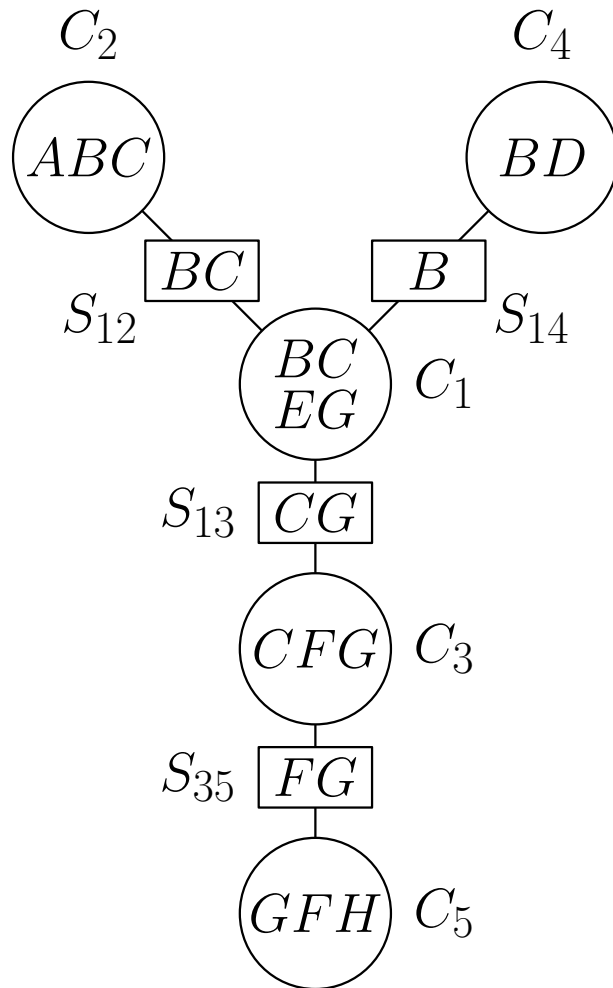 C₂
C₄
ABC
BD
BC
B
S₁₂
S₁₄
BC
EG
C₁
S₁₃
CG
CFG
C₃
S₃₅
FG
GFH
C₅